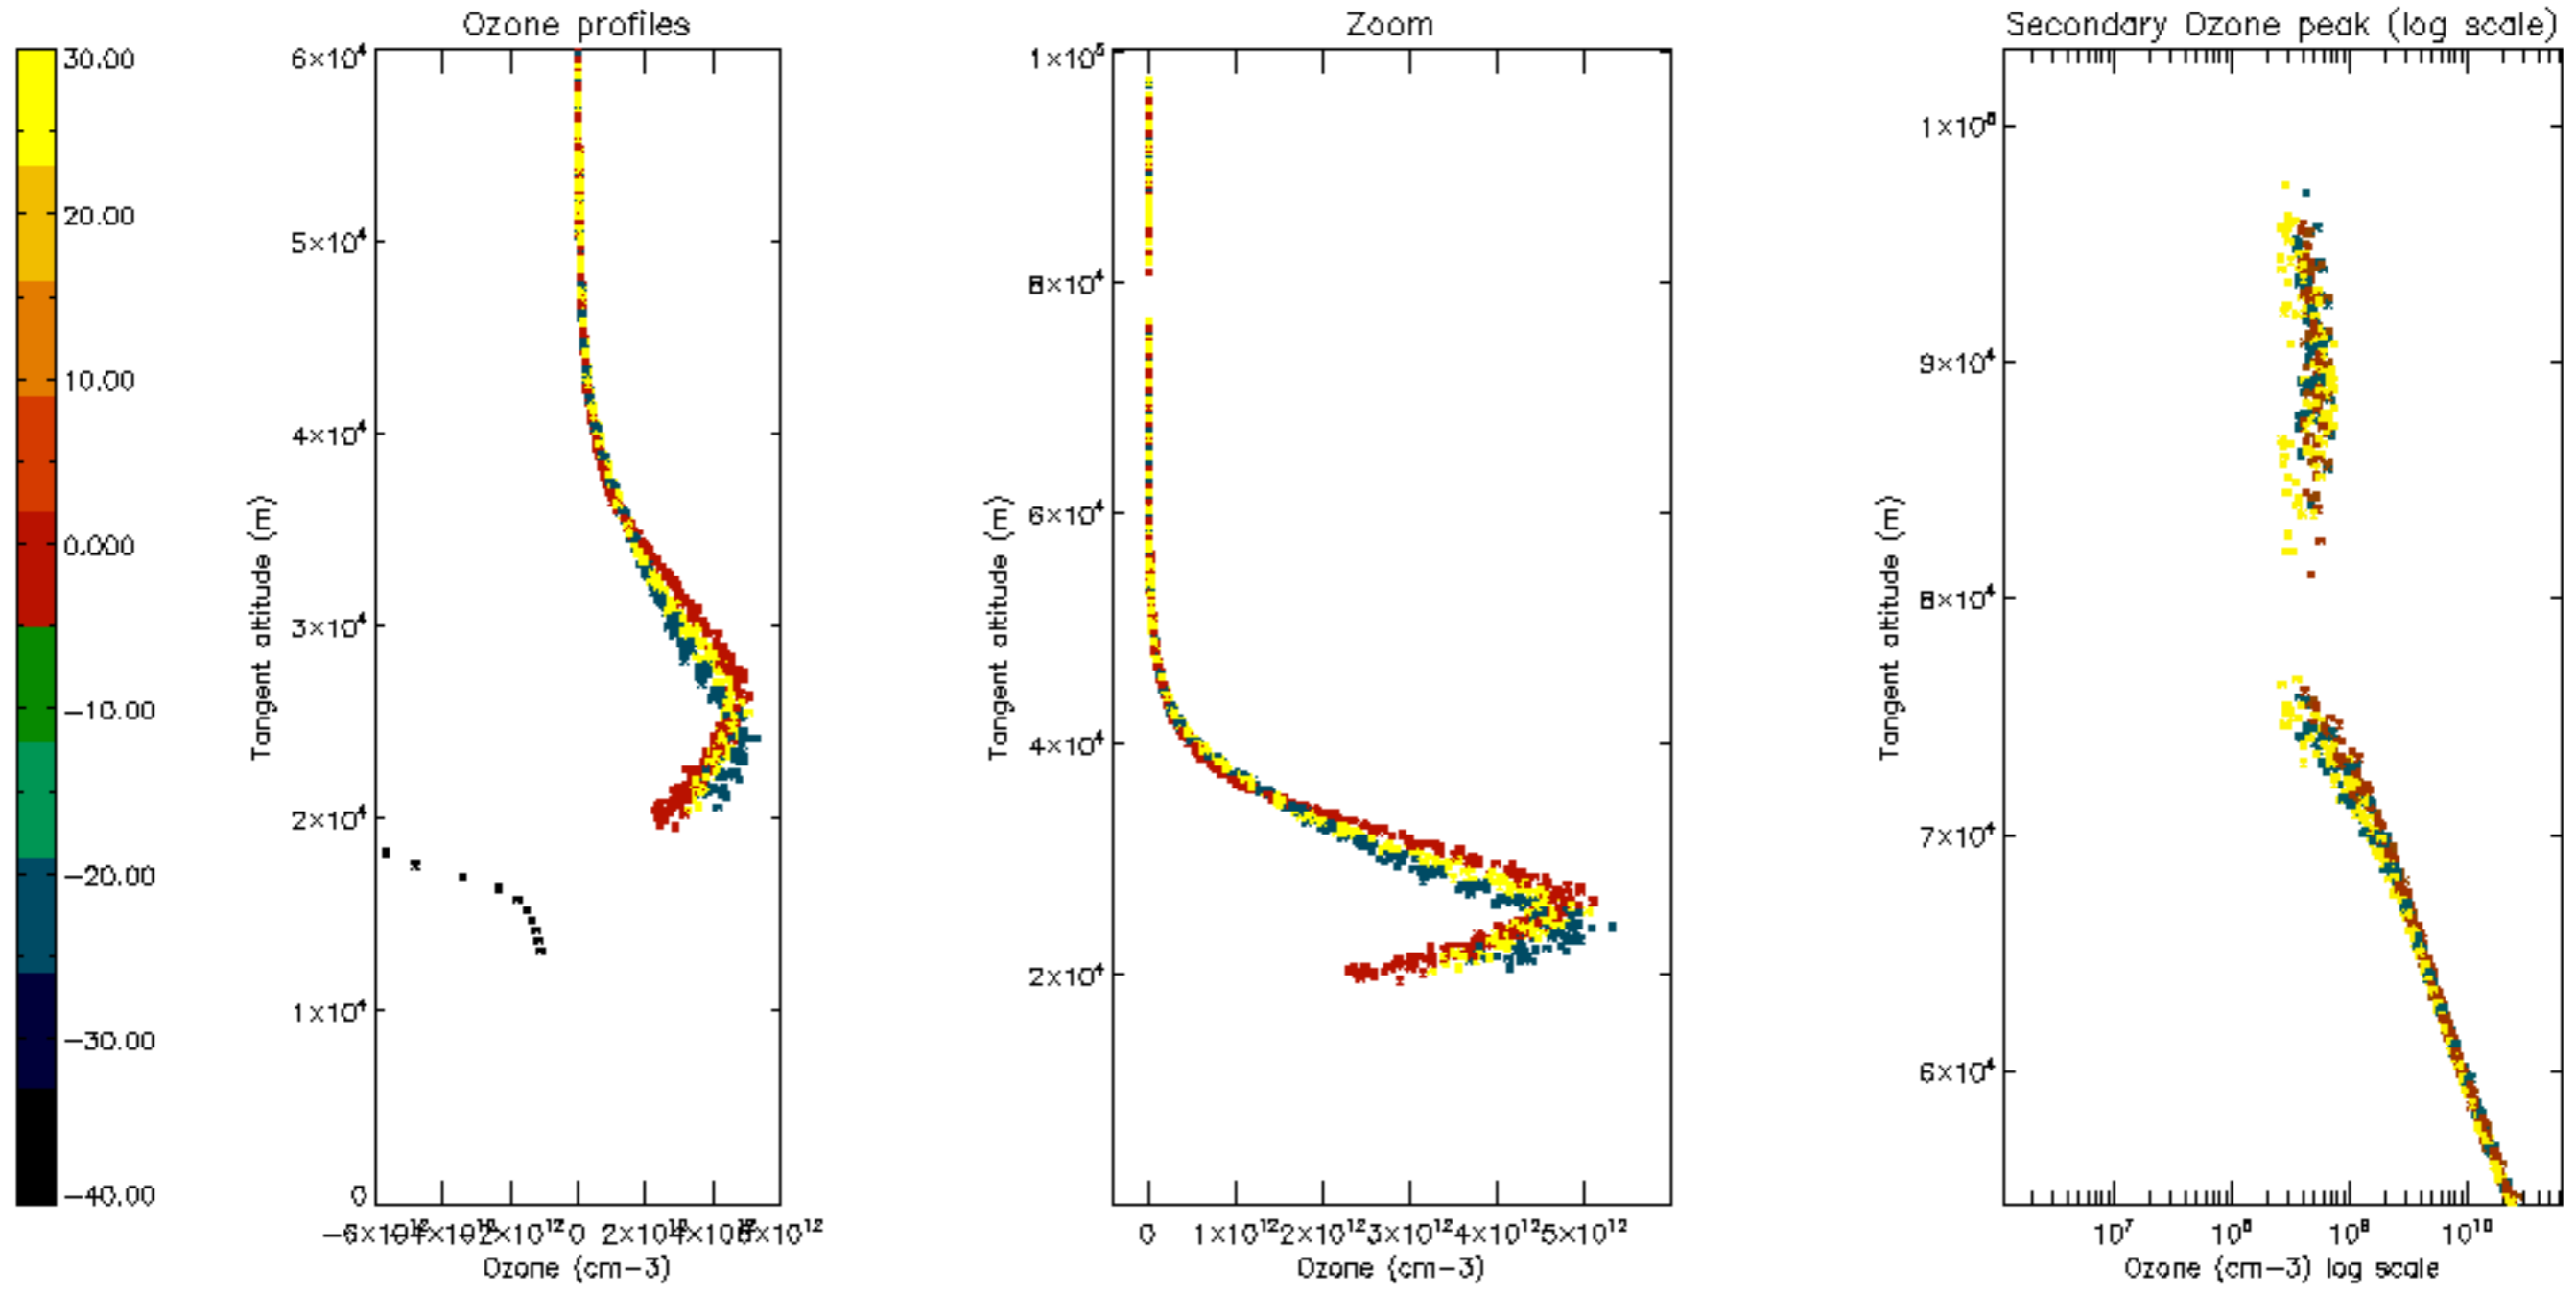 Ozone profiles
Zoom
Secondary Ozone peak (log scale)
30.00
20.00
10.00
0.000
-10.00
-20.00
-30.00
-40.00
Tangent altitude (m)
6×10⁴
5×10⁴
4×10⁴
3×10⁴
2×10⁴
1×10⁴
0
0
6×10¹²
Ozone (cm-3)
Tangent altitude (m)
1×10⁵
8×10⁴
6×10⁴
4×10⁴
2×10⁴
0 1×10¹² 2×10¹² 3×10¹² 4×10¹² 5×10¹²
Ozone (cm-3)
Tangent altitude (m)
1×10⁵
9×10⁴
8×10⁴
7×10⁴
6×10⁴
10⁷ 10⁸ 10⁹ 10¹⁰
Ozone (cm-3) log scale